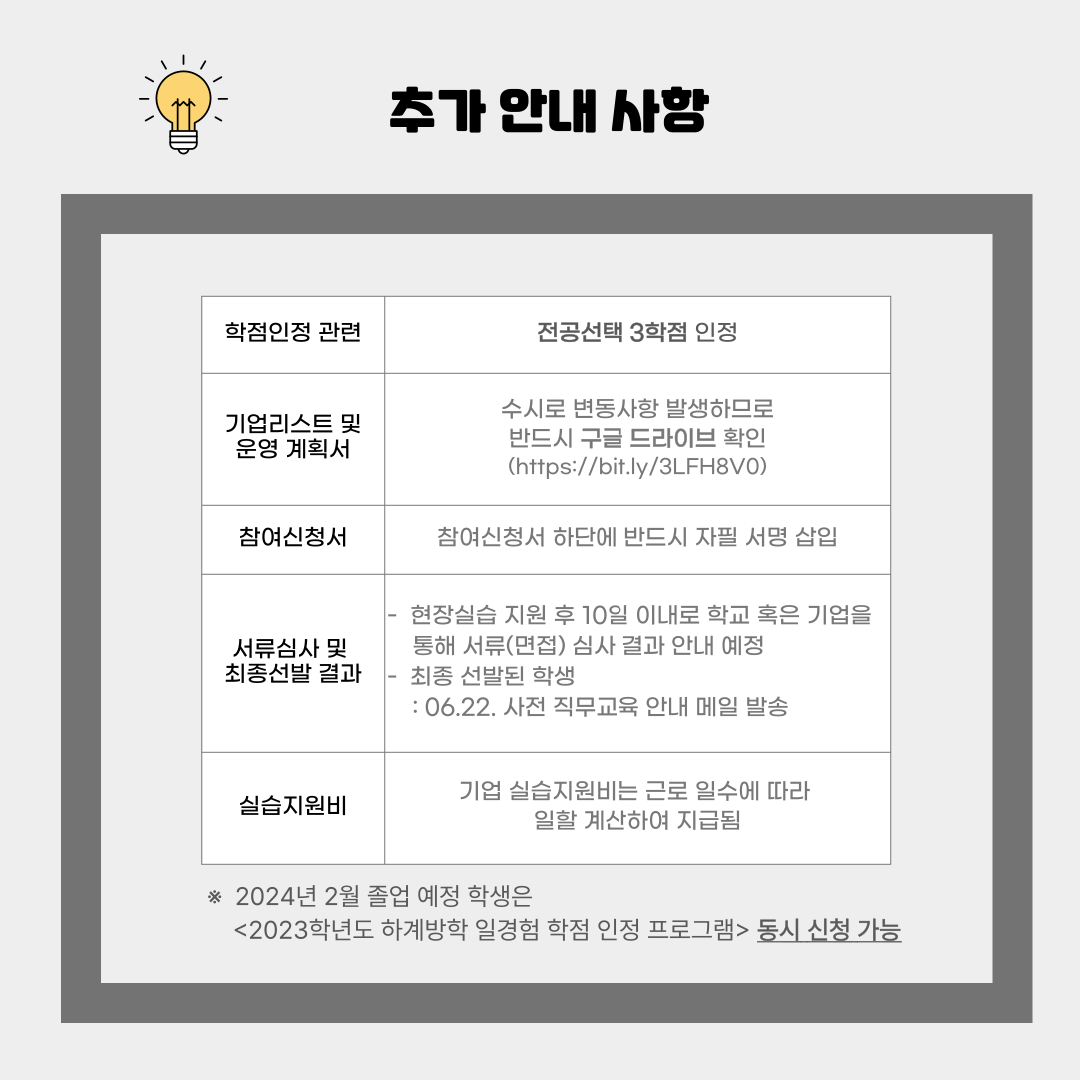 추가 안내 사항
학점인정 관련
전공선택 3학점 인정
기업리스트 및
운영 계획서
수시로 변동사항 발생하므로
반드시 구글 드라이브 확인
(https://bit.ly/3LFH8V0)
참여신청서
참여신청서 하단에 반드시 자필 서명 삽입
서류심사 및
최종선발 결과
- 현장실습 지원 후 10일 이내로 학교 혹은 기업을
통해 서류(면접) 심사 결과 안내 예정
- 최종 선발된 학생
: 06.22. 사전 직무교육 안내 메일 발송
실습지원비
기업 실습지원비는 근로 일수에 따라
일할 계산하여 지급됨
※ 2024년 2월 졸업 예정 학생은
<2023학년도 하계방학 일경험 학점 인정 프로그램> 동시 신청 가능